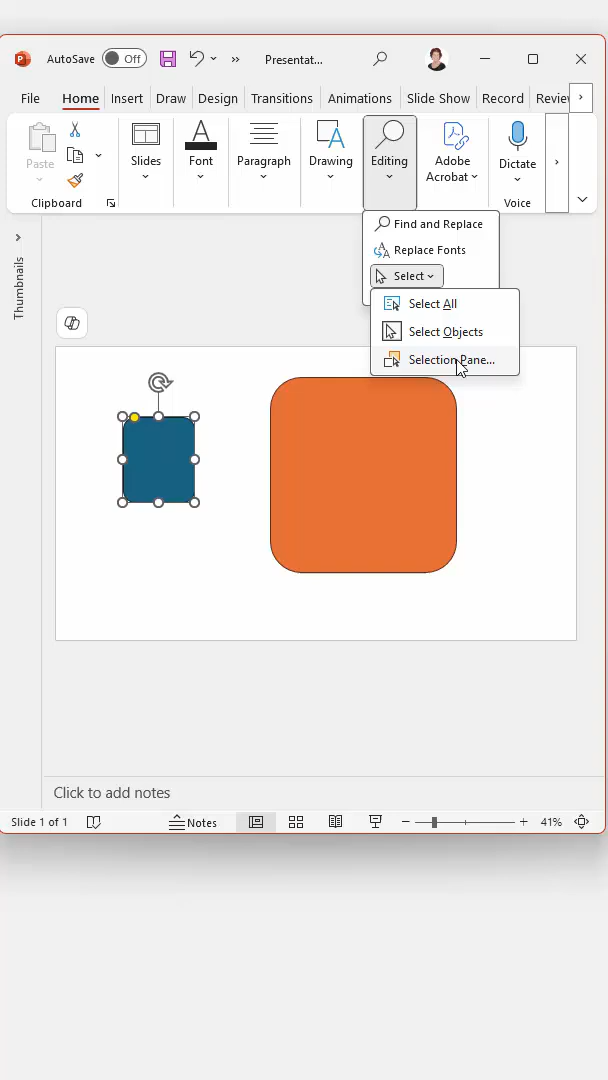 AutoSave Off Presentat...
File Home Insert Draw Design Transitions Animations Slide Show Record Review
Paste Slides Font Paragraph Drawing Editing Adobe Acrobat Dictate
Clipboard Voice
Find and Replace
Replace Fonts
Select
Select All
Select Objects
Selection Pane...
Thumbnails
Click to add notes
Slide 1 of 1 Notes 41%